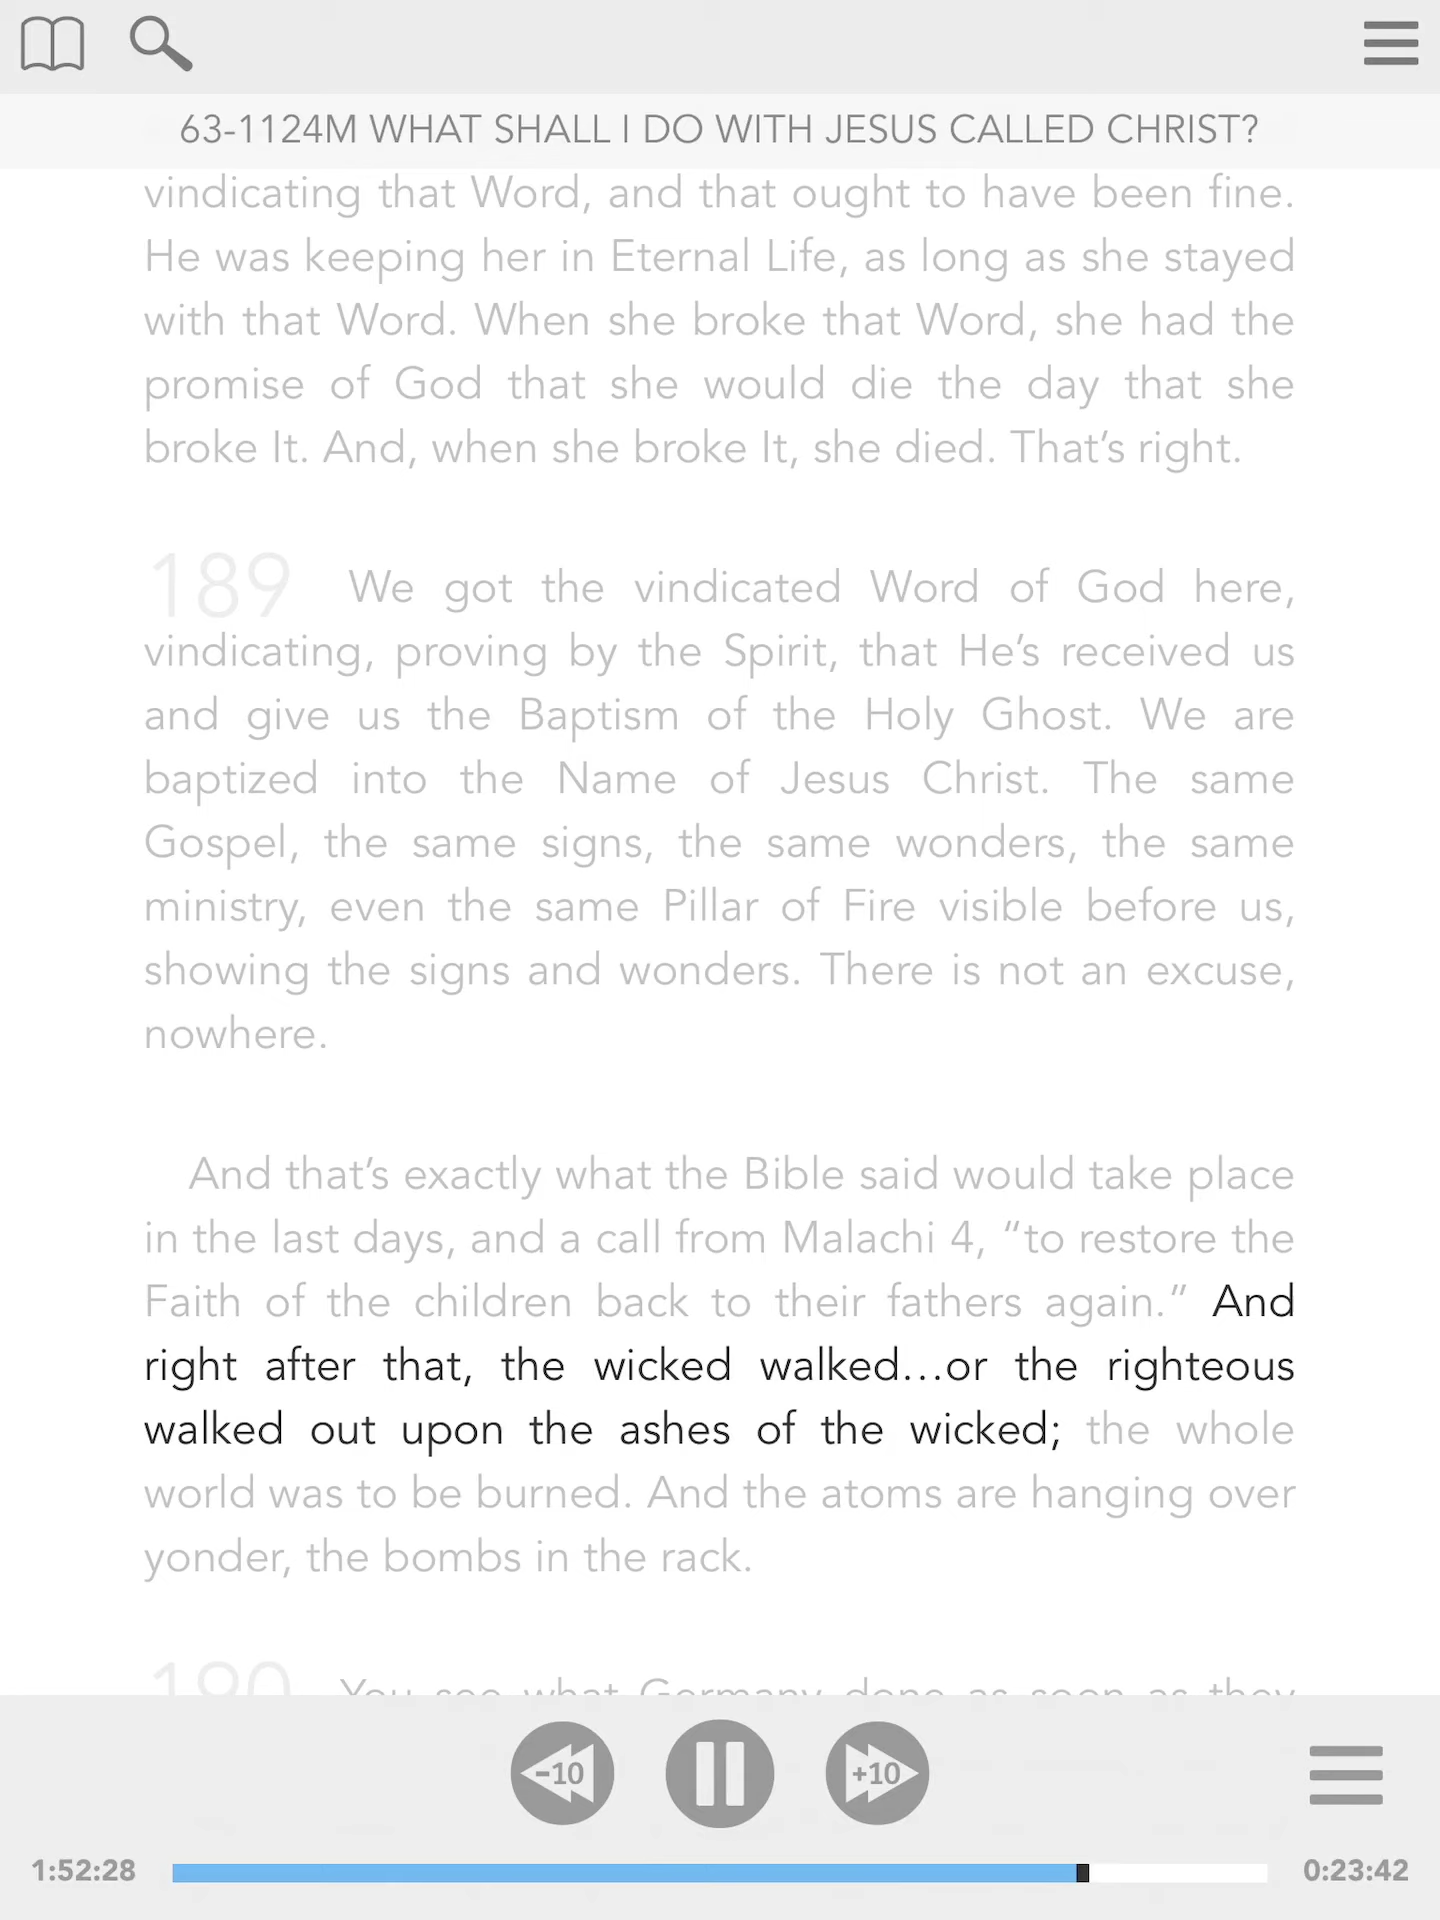 63-1124M WHAT SHALL I DO WITH JESUS CALLED CHRIST?
vindicating that Word, and that ought to have been fine.
He was keeping her in Eternal Life, as long as she stayed
with that Word. When she broke that Word, she had the
promise of God that she would die the day that she
broke It. And, when she broke It, she died. That’s right.
189 We got the vindicated Word of God here,
vindicating, proving by the Spirit, that He’s received us
and give us the Baptism of the Holy Ghost. We are
baptized into the Name of Jesus Christ. The same
Gospel, the same signs, the same wonders, the same
ministry, even the same Pillar of Fire visible before us,
showing the signs and wonders. There is not an excuse,
nowhere.
And that’s exactly what the Bible said would take place
in the last days, and a call from Malachi 4, “to restore the
Faith of the children back to their fathers again.” And
right after that, the wicked walked…or the righteous
walked out upon the ashes of the wicked; the whole
world was to be burned. And the atoms are hanging over
yonder, the bombs in the rack.
190 You see what Germany done as soon as they
-10 +10
1:52:28 0:23:42